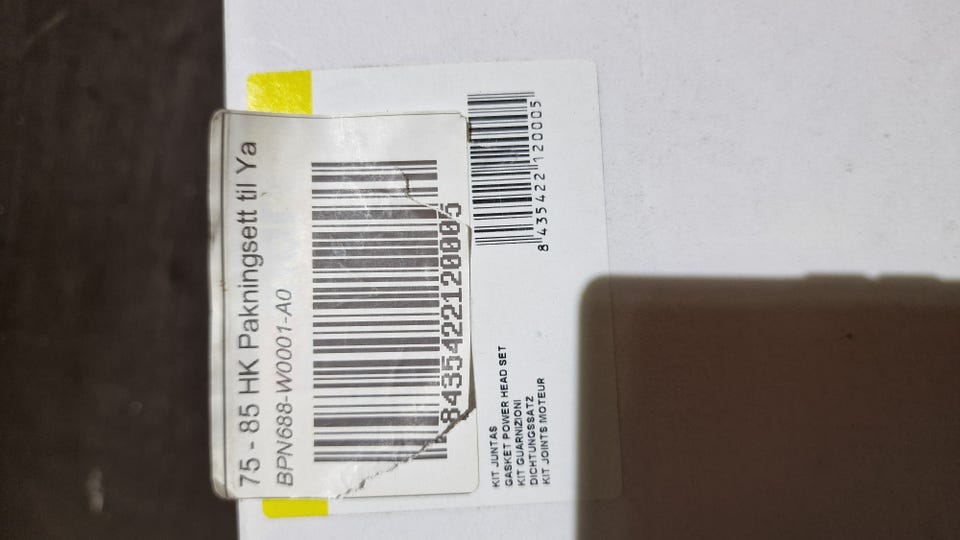 75 - 85 HK Pakningsett til Ya
BPN688-W0001-A0
8435422120005
8 435422 120005
KIT JUNTAS
GASKET POWER HEAD SET
KIT GUARNIZIONI
DICHTUNGSSATZ
KIT JOINTS MOTEUR